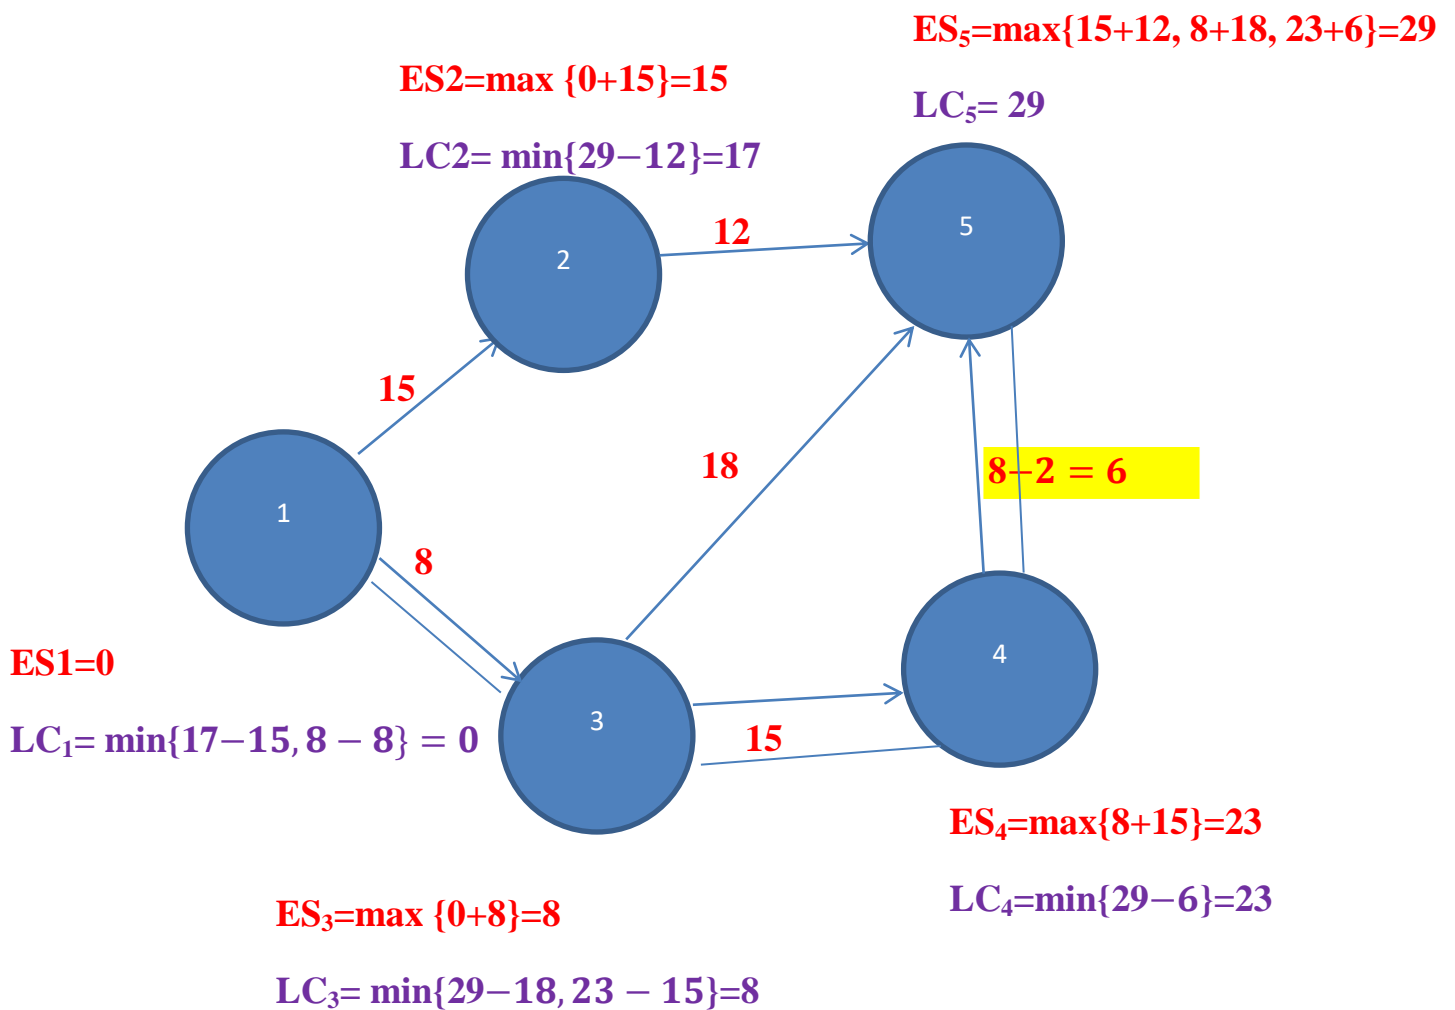 ES₅=max{15+12, 8+18, 23+6}=29
ES2=max {0+15}=15
LC₅= 29
LC2= min{29−12}=17
12
5
2
15
18
8−2 = 6
1
8
4
ES1=0
3
LC₁= min{17−15, 8 − 8} = 0
15
ES₄=max{8+15}=23
LC₄=min{29−6}=23
ES₃=max {0+8}=8
LC₃= min{29−18, 23 − 15}=8